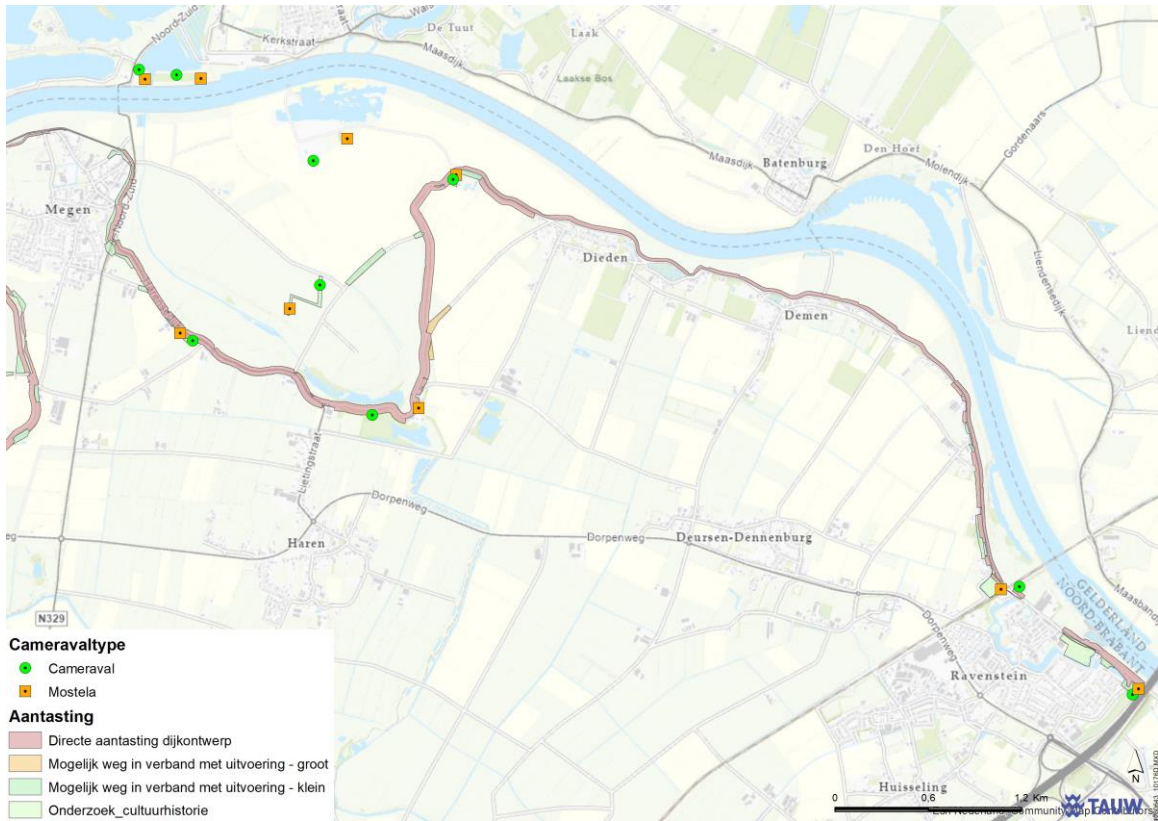 Noord-Zuid
Kerkstraat
De Tuut
Maasdijk
Laak
Laakse Bos
Gordenaars
Den Hoef
Molendijk
Maasdijk
Batenburg
Megen
Noord-Zuid
Dieden
Liendensedijk
Demen
Lietingstraat
Dorpenweg
Haren
Dorpenweg
Deursen-Dennenburg
GELDERLAND
NOORD-BRABANT
Dorpenweg
Ravenstein
Huisseling
N329
Cameravaltype
Cameraval
Mostela
Aantasting
Directe aantasting dijkontwerp
Mogelijk weg in verband met uitvoering - groot
Mogelijk weg in verband met uitvoering - klein
Onderzoek_cultuurhistorie
0 0,6 1,2 Km
N
TAUW